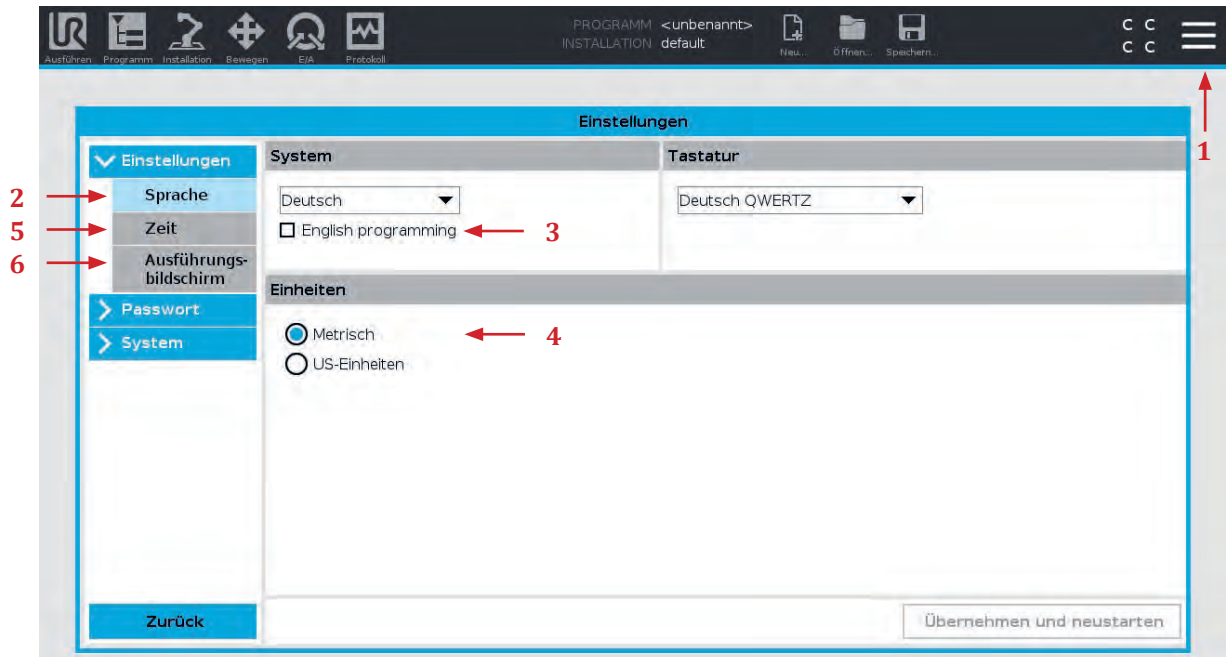 PROGRAMM <unbenannt>
INSTALLATION default
C C
C C
Ausführen Programm Installation Bewegen E/A Protokoll Neu... Öffnen... Speichern...
Einstellungen
1
Einstellungen
System
Tastatur
2
Sprache
Deutsch
Deutsch QWERTZ
5
Zeit
English programming
3
6
Ausführungs-
bildschirm
Einheiten
Passwort
Metrisch
4
System
US-Einheiten
Zurück
Übernehmen und neustarten